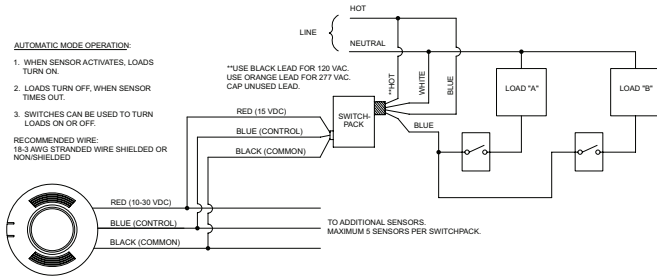 HOT
LINE
NEUTRAL
AUTOMATIC MODE OPERATION:
1. WHEN SENSOR ACTIVATES, LOADS
TURN ON.
2. LOADS TURN OFF, WHEN SENSOR
TIMES OUT.
3. SWITCHES CAN BE USED TO TURN
LOADS ON OR OFF.
RECOMMENDED WIRE:
18-3 AWG STRANDED WIRE SHIELDED OR
NON/SHIELDED
**USE BLACK LEAD FOR 120 VAC.
USE ORANGE LEAD FOR 277 VAC.
CAP UNUSED LEAD.
**HOT
WHITE
BLUE
LOAD "A"
LOAD "B"
RED (15 VDC)
BLUE (CONTROL)
BLACK (COMMON)
SWITCH-
PACK
BLUE
RED (10-30 VDC)
BLUE (CONTROL)
BLACK (COMMON)
TO ADDITIONAL SENSORS.
MAXIMUM 5 SENSORS PER SWITCHPACK.